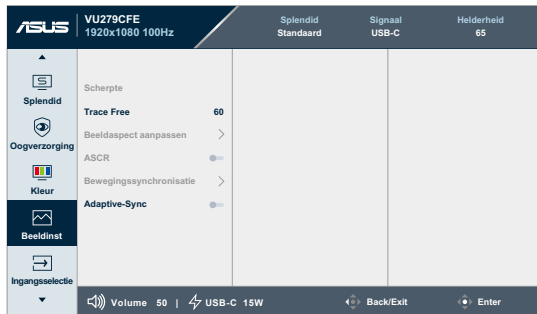 ASUS
VU279CFE
1920x1080 100Hz
Splendid
Standaard
Signaal
USB-C
Helderheid
65
Splendid
Oogverzorging
Kleur
Beeldinst
Ingangsselectie
Scherpte
Trace Free 60
Beeldaspect aanpassen
ASCR
Bewegingssynchronisatie
Adaptive-Sync
Volume 50 | USB-C 15W
Back/Exit
Enter